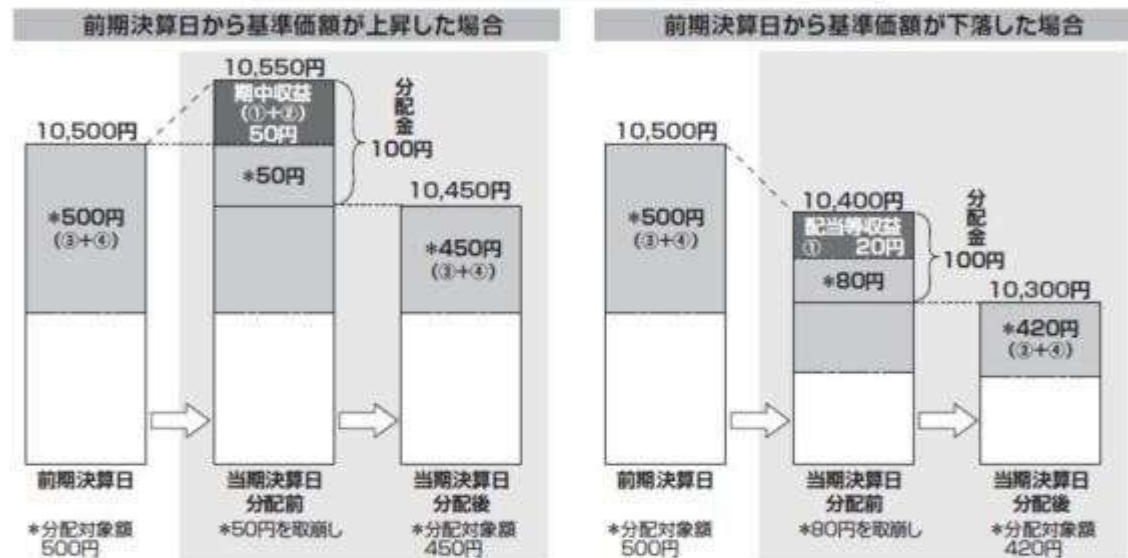 前期決算日から基準価額が上昇した場合
10,550円
期中収益
(①+②)
50円
分配金
100円
10,500円
*50円
10,450円
*500円
(③+④)
*450円
(③+④)
前期決算日
当期決算日
分配前
当期決算日
分配後
*分配対象額
500円
*50円を取崩し
*分配対象額
450円
前期決算日から基準価額が下落した場合
10,500円
10,400円
配当等収益
① 20円
分配金
100円
*500円
(③+④)
*80円
10,300円
*420円
(③+④)
前期決算日
当期決算日
分配前
当期決算日
分配後
*分配対象額
500円
*80円を取崩し
*分配対象額
420円